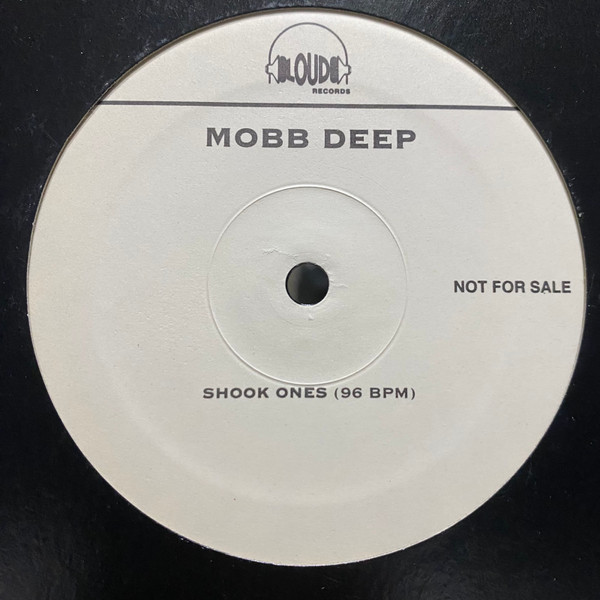 LOUD
RECORDS
MOBB DEEP
NOT FOR SALE
SHOOK ONES (96 BPM)